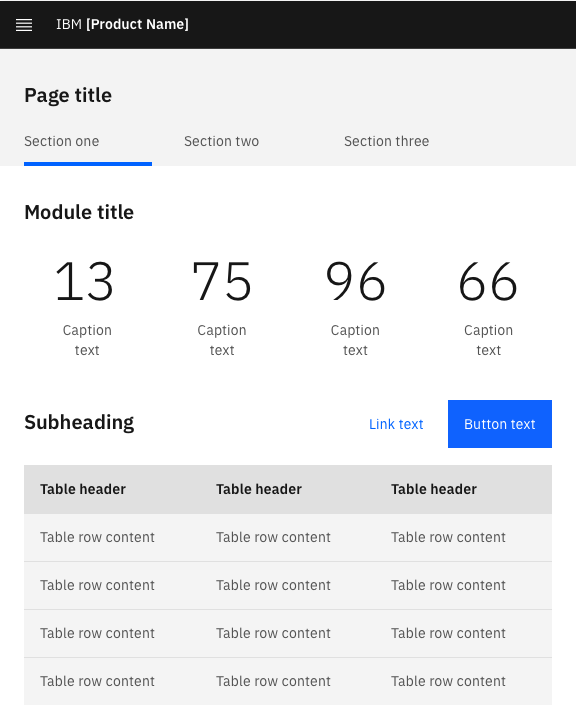 IBM [Product Name]
Page title
Section one Section two Section three
Module title
13 75 96 66
Caption Caption Caption Caption
text text text text
Subheading Link text Button text
Table header Table header Table header
Table row content Table row content Table row content
Table row content Table row content Table row content
Table row content Table row content Table row content
Table row content Table row content Table row content